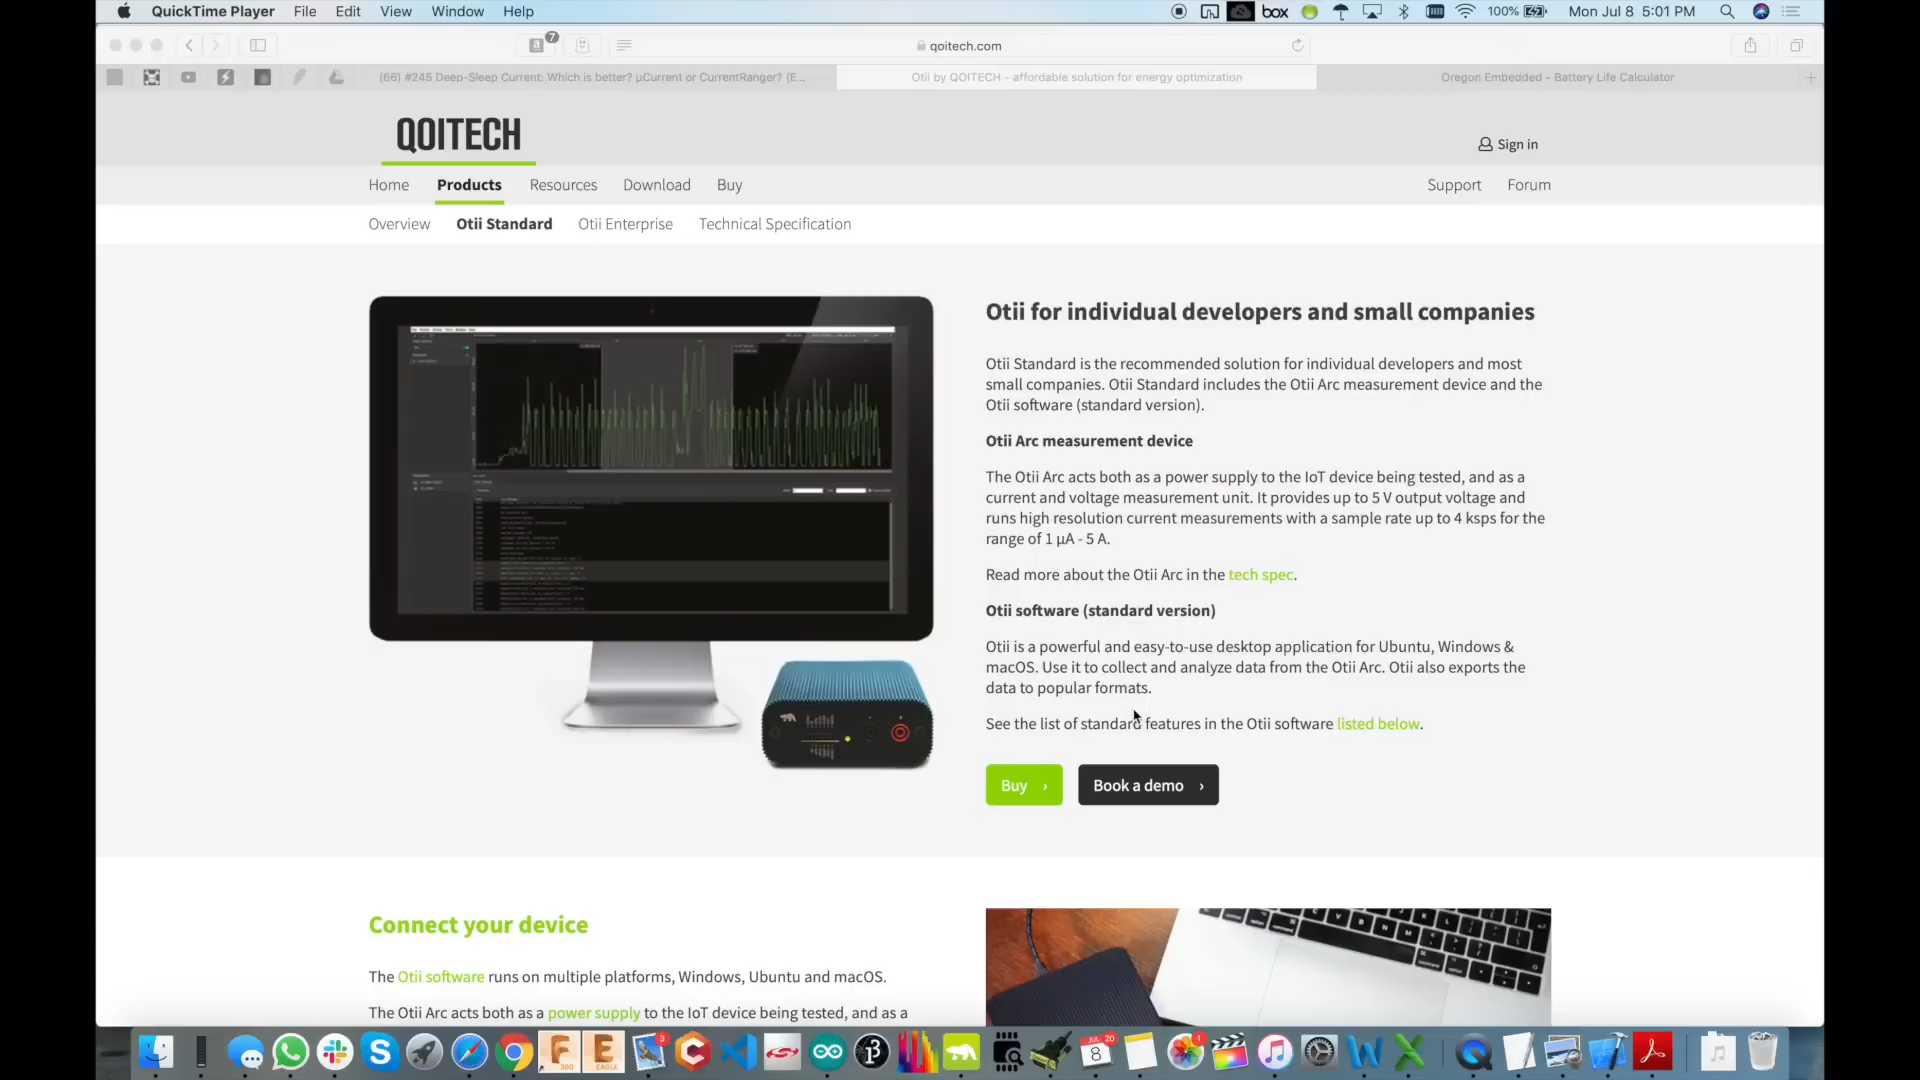 QuickTime Player File Edit View Window Help
box 100% Mon Jul 8 5:01 PM
7
qoitech.com
(66) #245 Deep-Sleep Current: Which is better? µCurrent or CurrentRanger? (E...
Otii by QOITECH - affordable solution for energy optimization
Oregon Embedded - Battery Life Calculator
QOITECH
Sign in
Home Products Resources Download Buy
Support Forum
Overview Otii Standard Otii Enterprise Technical Specification
Otii for individual developers and small companies
Otii Standard is the recommended solution for individual developers and most
small companies. Otii Standard includes the Otii Arc measurement device and the
Otii software (standard version).
Otii Arc measurement device
The Otii Arc acts both as a power supply to the IoT device being tested, and as a
current and voltage measurement unit. It provides up to 5 V output voltage and
runs high resolution current measurements with a sample rate up to 4 ksps for the
range of 1 µA - 5 A.
Read more about the Otii Arc in the tech spec.
Otii software (standard version)
Otii is a powerful and easy-to-use desktop application for Ubuntu, Windows &
macOS. Use it to collect and analyze data from the Otii Arc. Otii also exports the
data to popular formats.
See the list of standard features in the Otii software listed below.
Buy ›
Book a demo ›
Connect your device
The Otii software runs on multiple platforms, Windows, Ubuntu and macOS.
The Otii Arc acts both as a power supply to the IoT device being tested, and as a
F 360
E EAGLE
3
JUL 20
8
1